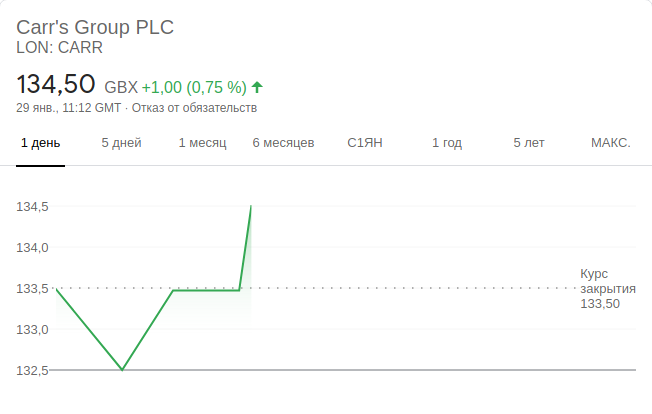 Carr's Group PLC
LON: CARR
134,50 GBX +1,00 (0,75 %)
29 янв., 11:12 GMT · Отказ от обязательств
1 день 5 дней 1 месяц 6 месяцев С1ЯН 1 год 5 лет МАКС.
134,5
134,0
133,5
133,0
132,5
Курс
закрытия
133,50